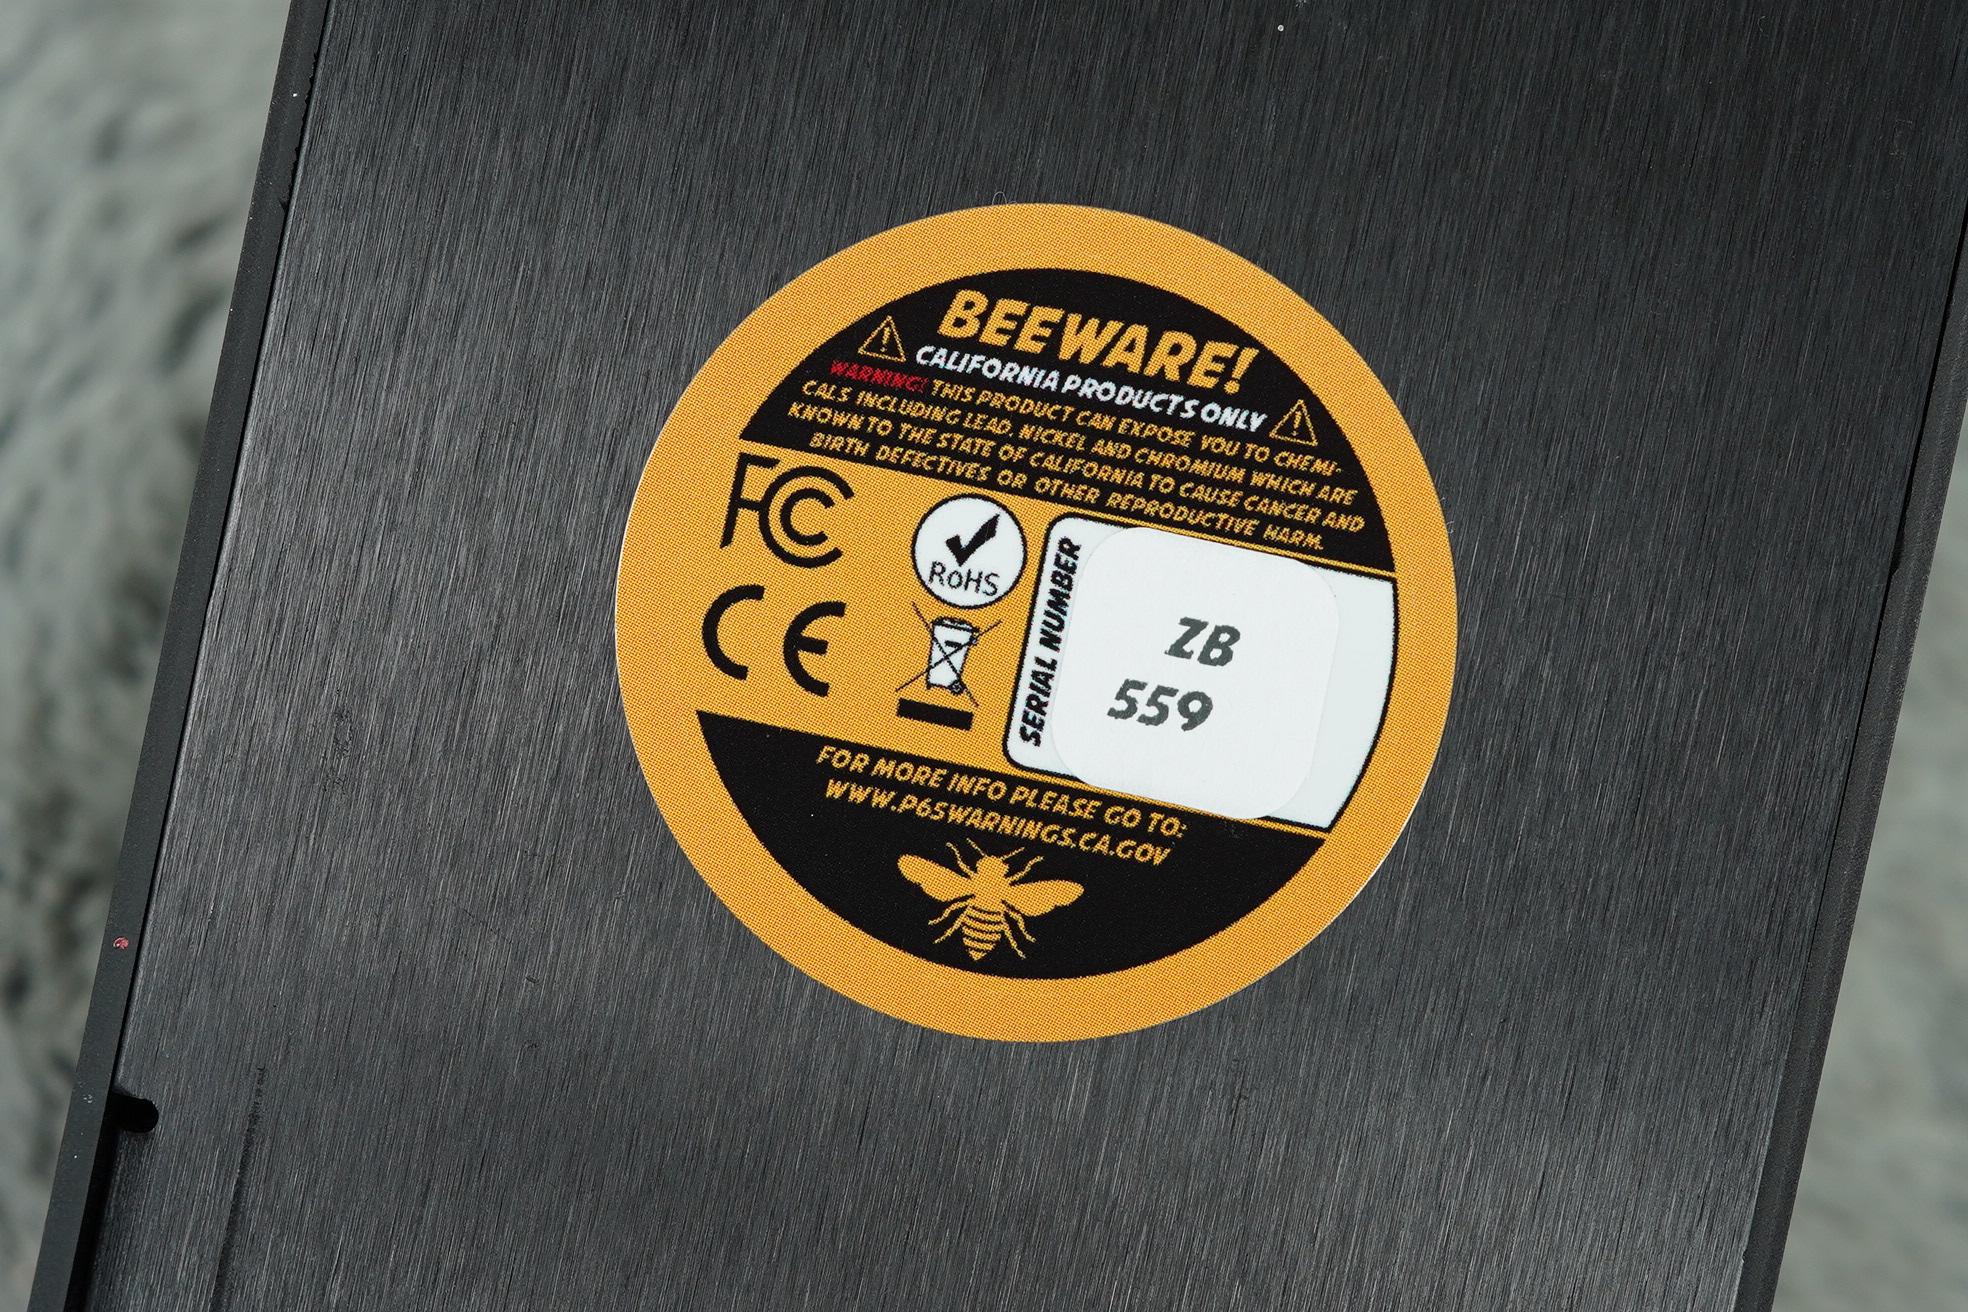 BEEWARE!
CALIFORNIA PRODUCTS ONLY
WARNING! THIS PRODUCT CAN EXPOSE YOU TO CHEMI-
CALS INCLUDING LEAD, NICKEL AND CHROMIUM WHICH ARE
KNOWN TO THE STATE OF CALIFORNIA TO CAUSE CANCER AND
BIRTH DEFECTIVES OR OTHER REPRODUCTIVE HARM.
FC
RoHS
CE
SERIAL NUMBER
ZB
559
FOR MORE INFO PLEASE GO TO:
WWW.P65WARNINGS.CA.GOV